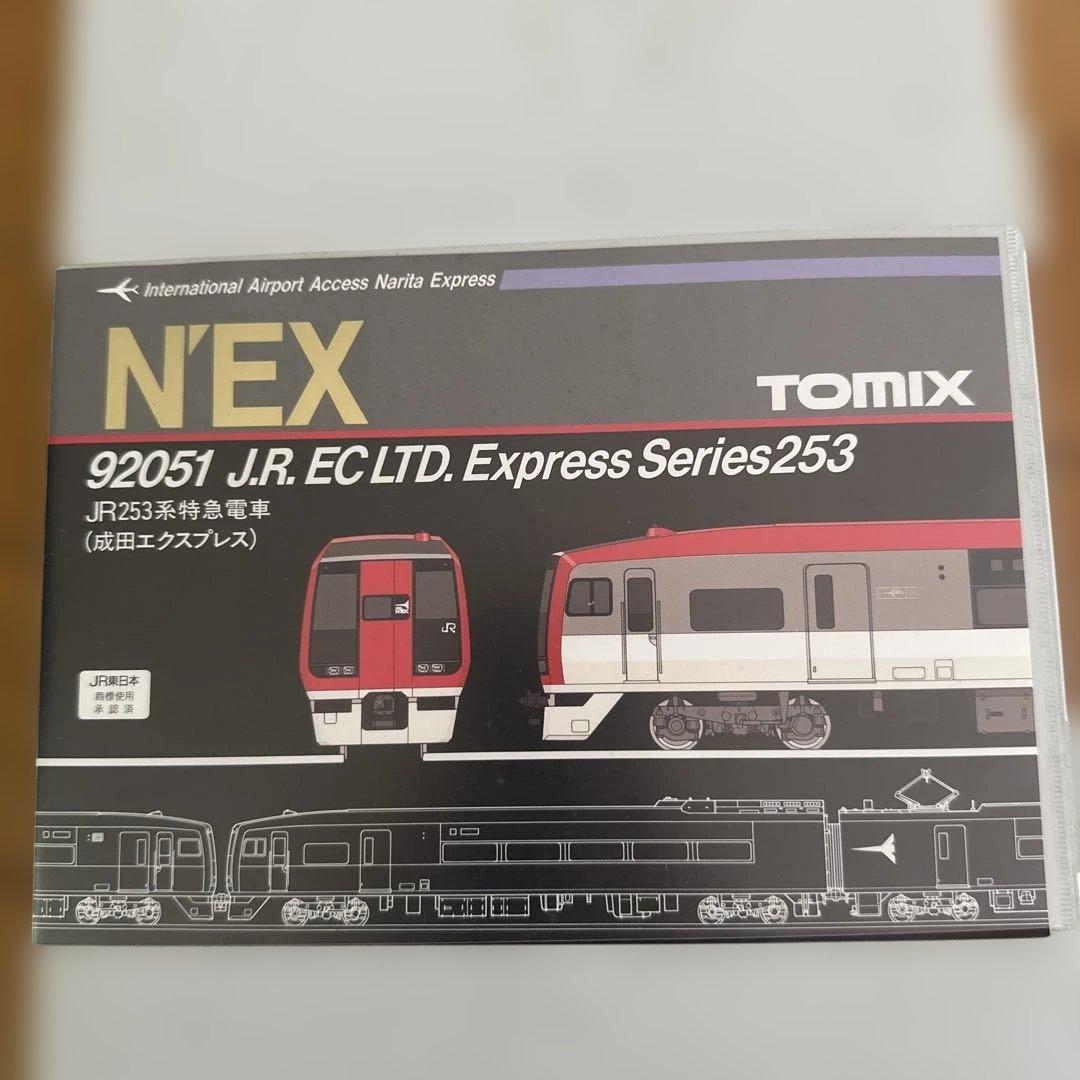 International Airport Access Narita Express
N'EX
TOMIX
92051 J.R. EC LTD. Express Series253
JR253系特急電車
(成田エクスプレス)
N'EX
JR
JR東日本
商標使用
承認済